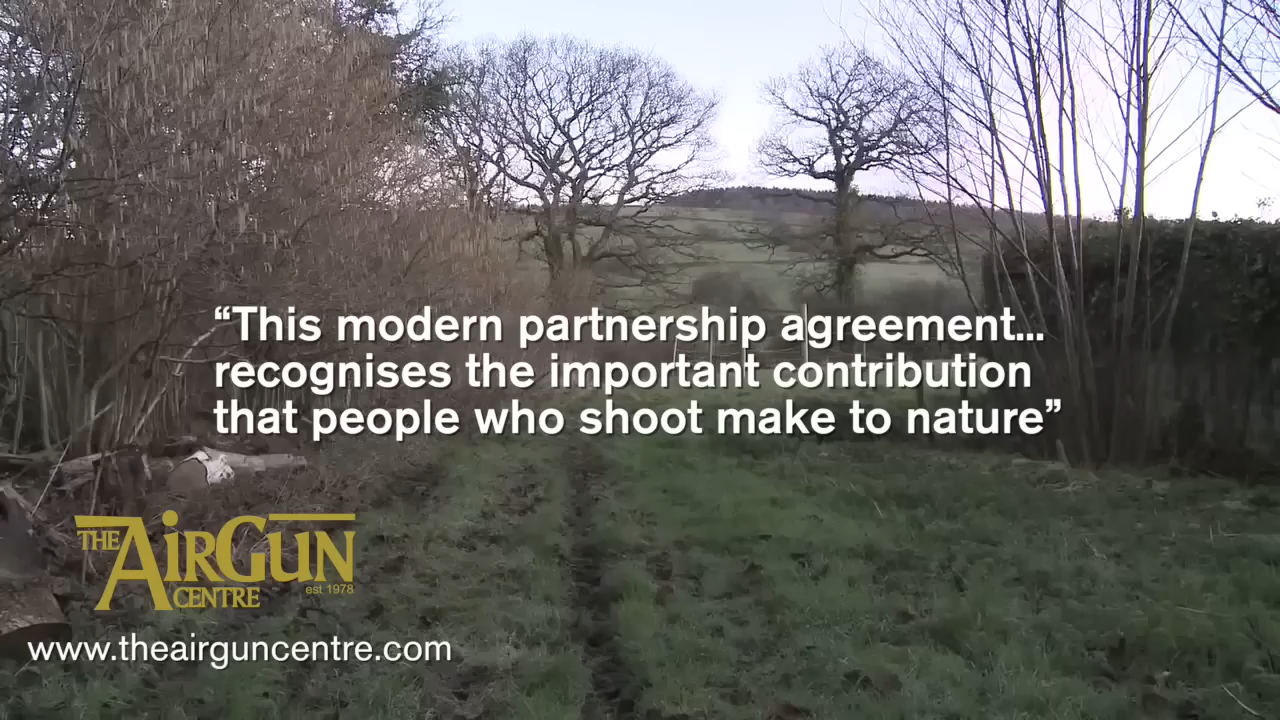 “This modern partnership agreement...
recognises the important contribution
that people who shoot make to nature”
THE AIRGUN
CENTRE est 1978
www.theairguncentre.com